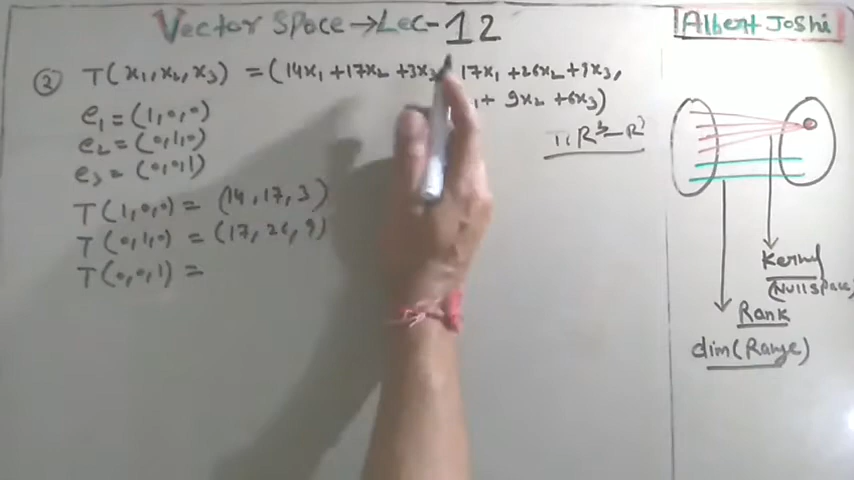 Vector Space → Lec-12
Albert Joshi
② T(x₁,x₂,x₃) = (14x₁ +17x₂ +3x₃ 17x₁ +26x₂ +9x₃,
+ 9x₂ +6x₃)
e₁ = (1,0,0)
e₂ = (0,1,0)
e₃ = (0,0,1)
T(1,0,0) = (14,17,3)
T(0,1,0) = (17,26,9)
T(0,0,1) =
Kernel
(Null space)
Rank
dim(Range)